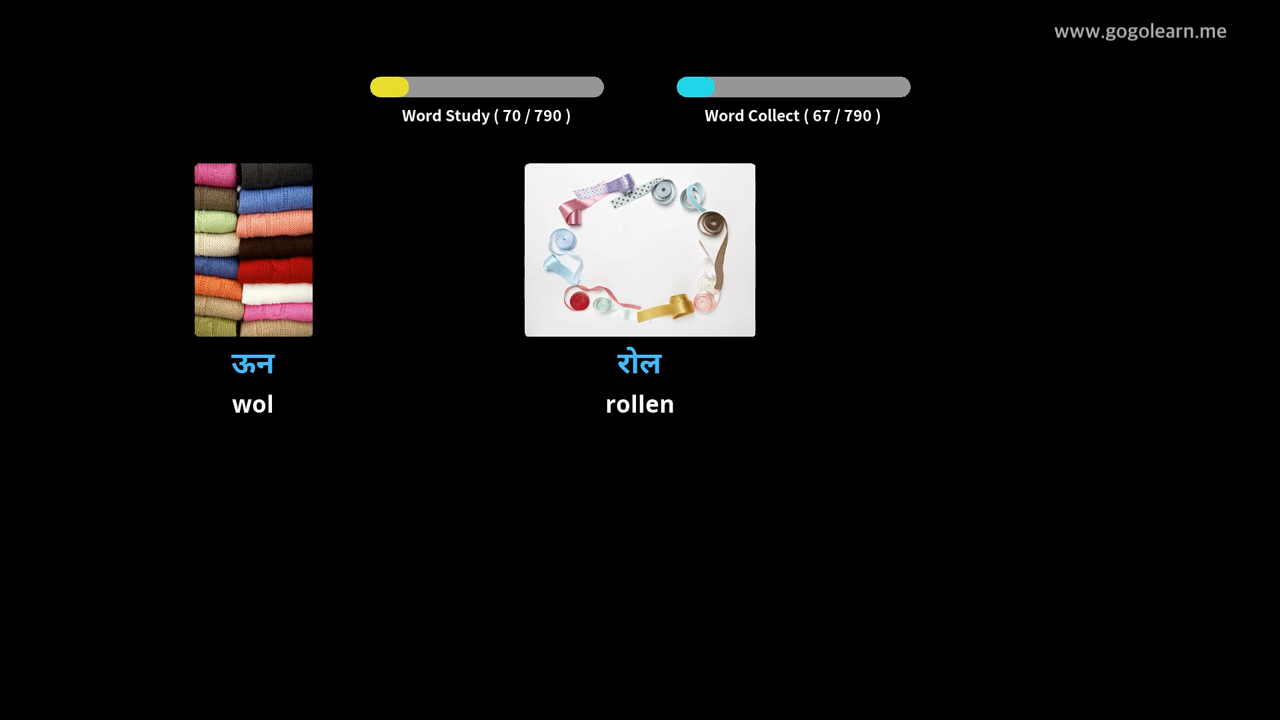 www.gogolearn.me
Word Study ( 70 / 790 )
Word Collect ( 67 / 790 )
ऊन
wol
रोल
rollen